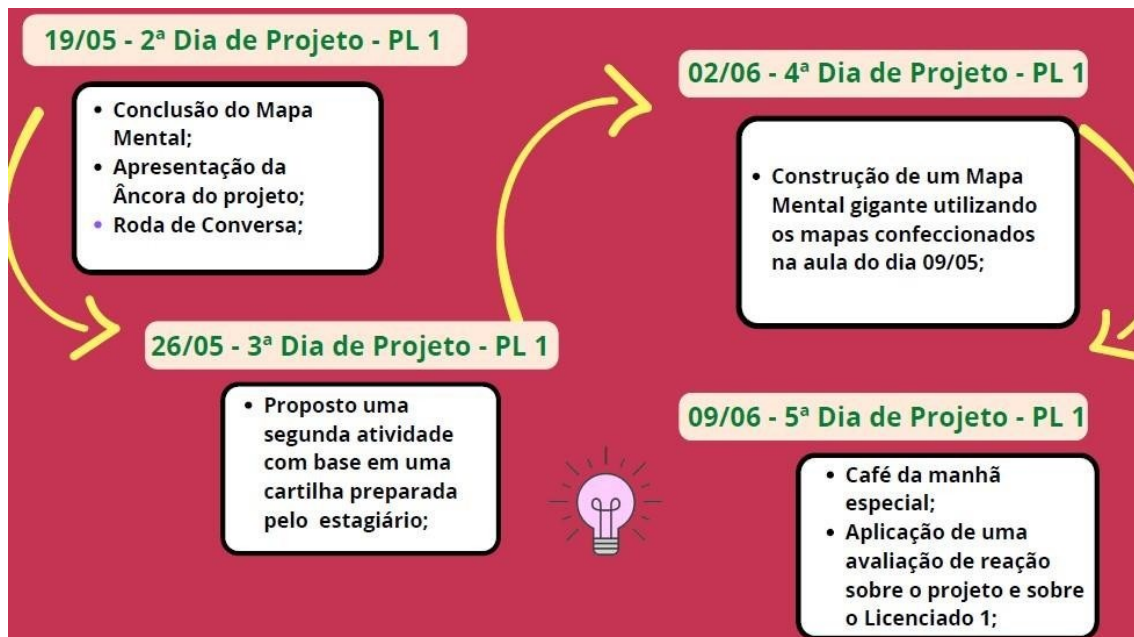 19/05 - 2ª Dia de Projeto - PL 1
• Conclusão do Mapa
Mental;
• Apresentação da
Âncora do projeto;
• Roda de Conversa;
26/05 - 3ª Dia de Projeto - PL 1
• Proposto uma
segunda atividade
com base em uma
cartilha preparada
pelo estagiário;
02/06 - 4ª Dia de Projeto - PL 1
• Construção de um Mapa
Mental gigante utilizando
os mapas confeccionados
na aula do dia 09/05;
09/06 - 5ª Dia de Projeto - PL 1
• Café da manhã
especial;
• Aplicação de uma
avaliação de reação
sobre o projeto e sobre
o Licenciado 1;